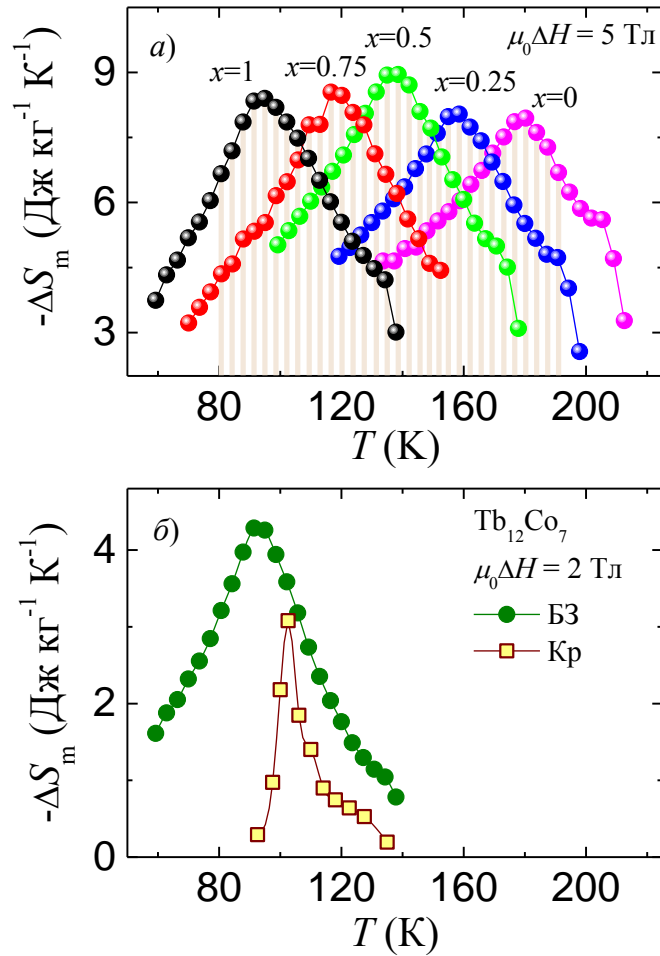 а)
x=0.5
μ₀ΔH = 5 Тл
x=1
x=0.75
x=0.25
x=0
9
6
3
-ΔSₘ (Дж кг⁻¹ К⁻¹)
80 120 160 200
T (K)
б)
Tb₁₂Co₇
μ₀ΔH = 2 Тл
БЗ
Кр
4
2
0
-ΔSₘ (Дж кг⁻¹ К⁻¹)
80 120 160 200
T (K)